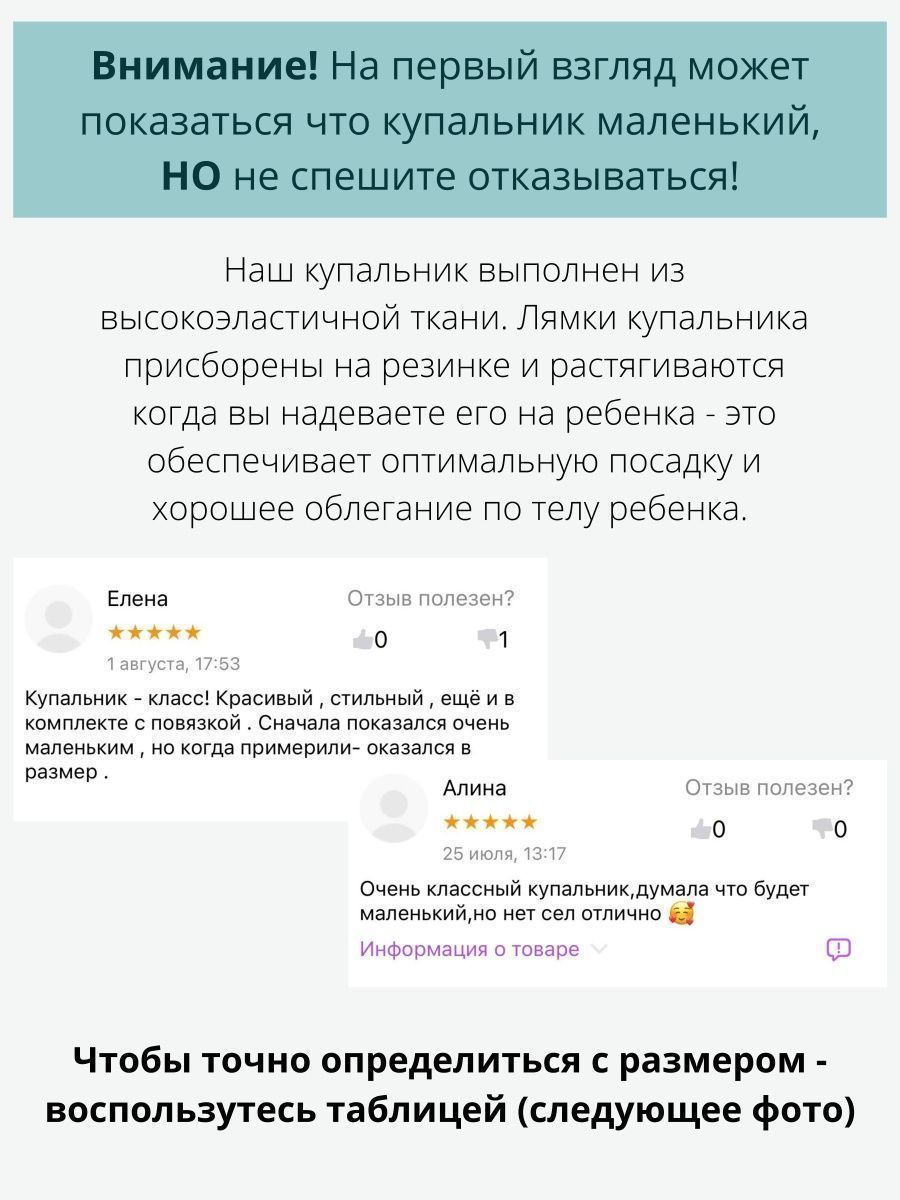 Внимание! На первый взгляд может
показаться что купальник маленький,
НО не спешите отказываться!
Наш купальник выполнен из
высокоэластичной ткани. Лямки купальника
присборены на резинке и растягиваются
когда вы надеваете его на ребенка - это
обеспечивает оптимальную посадку и
хорошее облегание по телу ребенка.
Елена
Отзыв полезен?
★★★★★
0 1
1 августа, 17:53
Купальник - класс! Красивый , стильный , ещё и в
комплекте с повязкой . Сначала показался очень
маленьким , но когда примерили- оказался в
размер .
Алина
Отзыв полезен?
★★★★★
0 0
25 июля, 13:17
Очень классный купальник,думала что будет
маленький,но нет сел отлично 🥰
Информация о товаре
Чтобы точно определиться с размером -
воспользутесь таблицей (следующее фото)